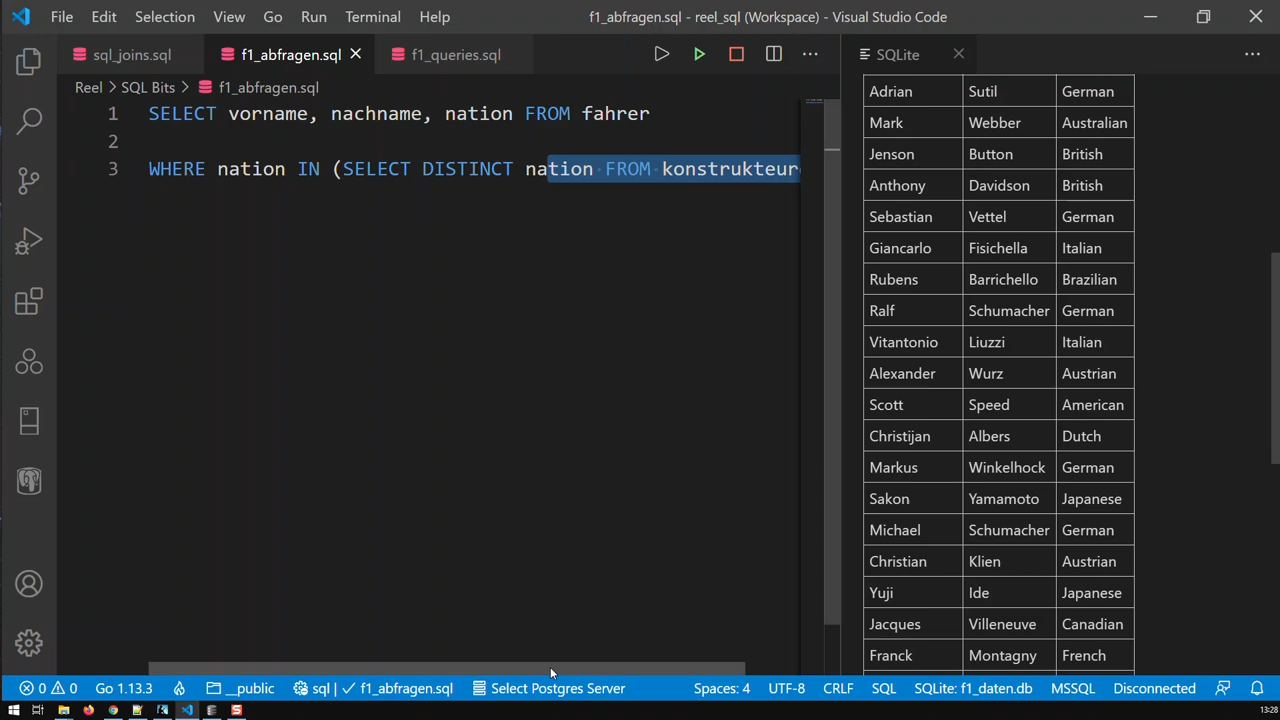 File Edit Selection View Go Run Terminal Help f1_abfragen.sql - reel_sql (Workspace) - Visual Studio Code
sql_joins.sql f1_abfragen.sql f1_queries.sql SQLite
Reel > SQL Bits > f1_abfragen.sql
1 SELECT vorname, nachname, nation FROM fahrer
2
3 WHERE nation IN (SELECT DISTINCT nation FROM konstrukteur
Adrian Sutil German
Mark Webber Australian
Jenson Button British
Anthony Davidson British
Sebastian Vettel German
Giancarlo Fisichella Italian
Rubens Barrichello Brazilian
Ralf Schumacher German
Vitantonio Liuzzi Italian
Alexander Wurz Austrian
Scott Speed American
Christijan Albers Dutch
Markus Winkelhock German
Sakon Yamamoto Japanese
Michael Schumacher German
Christian Klien Austrian
Yuji Ide Japanese
Jacques Villeneuve Canadian
Franck Montagny French
0 0 Go 1.13.3 __public sql | ✓ f1_abfragen.sql Select Postgres Server Spaces: 4 UTF-8 CRLF SQL SQLite: f1_daten.db MSSQL Disconnected
13:28